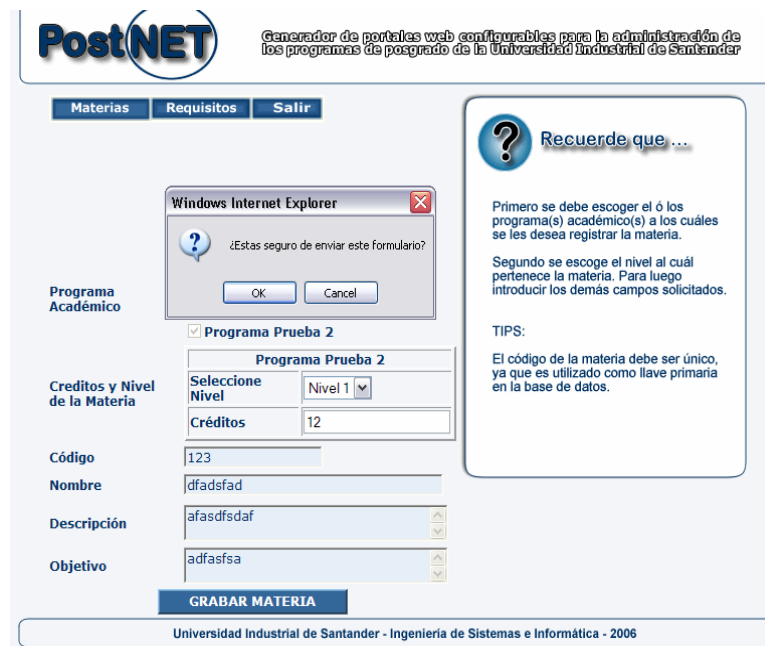 PostNET
Generador de portales web configurables para la administración de
los programas de posgrado de la Universidad Industrial de Santander
Materias
Requisitos
Salir
Recuerde que ...
Primero se debe escoger el ó los
programa(s) académico(s) a los cuáles
se les desea registrar la materia.
Segundo se escoge el nivel al cuál
pertenece la materia. Para luego
introducir los demás campos solicitados.
TIPS:
El código de la materia debe ser único,
ya que es utilizado como llave primaria
en la base de datos.
Windows Internet Explorer
¿Estas seguro de enviar este formulario?
OK
Cancel
Programa
Académico
Programa Prueba 2
Programa Prueba 2
Creditos y Nivel
de la Materia
Seleccione
Nivel
Nivel 1
Créditos
12
Código
123
Nombre
dfadsfad
Descripción
afasdfsdaf
Objetivo
adfasfsa
GRABAR MATERIA
Universidad Industrial de Santander - Ingeniería de Sistemas e Informática - 2006